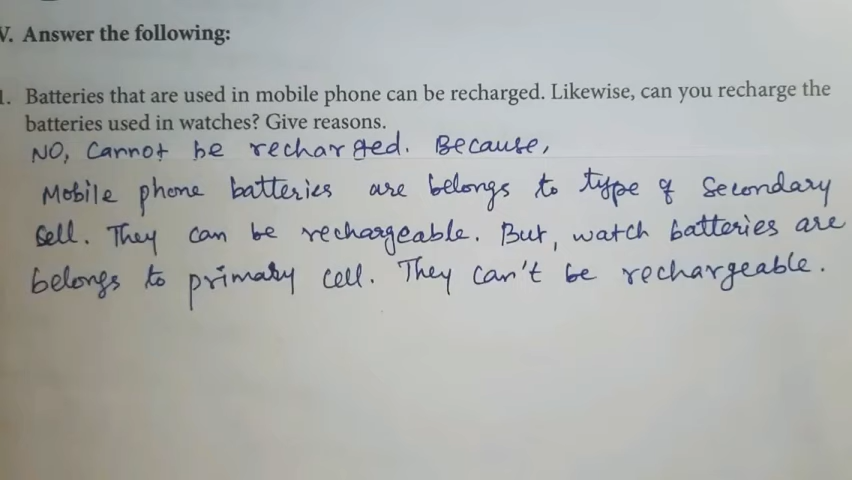 V. Answer the following:
1. Batteries that are used in mobile phone can be recharged. Likewise, can you recharge the
batteries used in watches? Give reasons.
NO, Cannot be recharged. Because,
Mobile phone batteries are belongs to type of Secondary
Cell. They can be rechargeable. But, watch batteries are
belongs to primary cell. They can't be rechargeable.